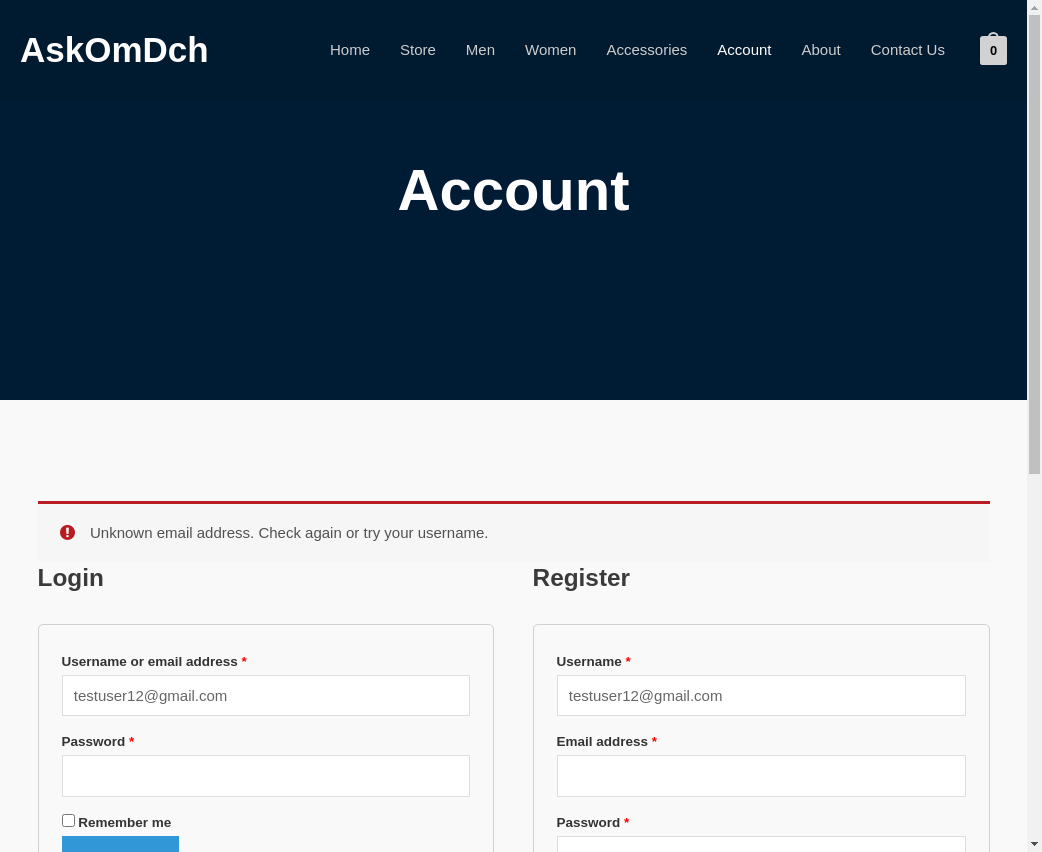 AskOmDch
Home Store Men Women Accessories Account About Contact Us 0
Account
Unknown email address. Check again or try your username.
Login
Username or email address *
testuser12@gmail.com
Password *
Remember me
Register
Username *
testuser12@gmail.com
Email address *
Password *